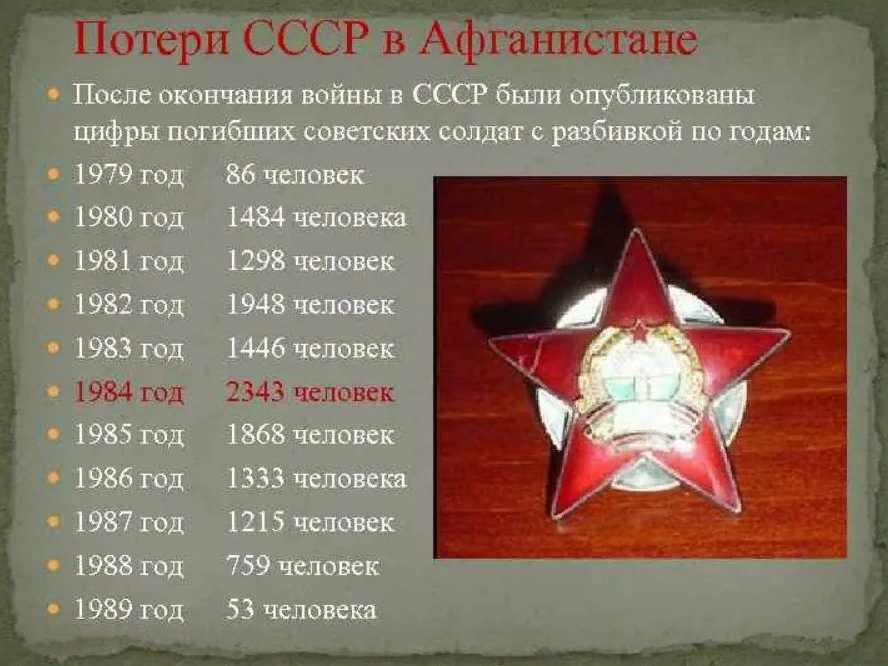 Потери СССР в Афганистане
После окончания войны в СССР были опубликованы
цифры погибших советских солдат с разбивкой по годам:
1979 год 86 человек
1980 год 1484 человека
1981 год 1298 человек
1982 год 1948 человек
1983 год 1446 человек
1984 год 2343 человек
1985 год 1868 человек
1986 год 1333 человека
1987 год 1215 человек
1988 год 759 человек
1989 год 53 человека